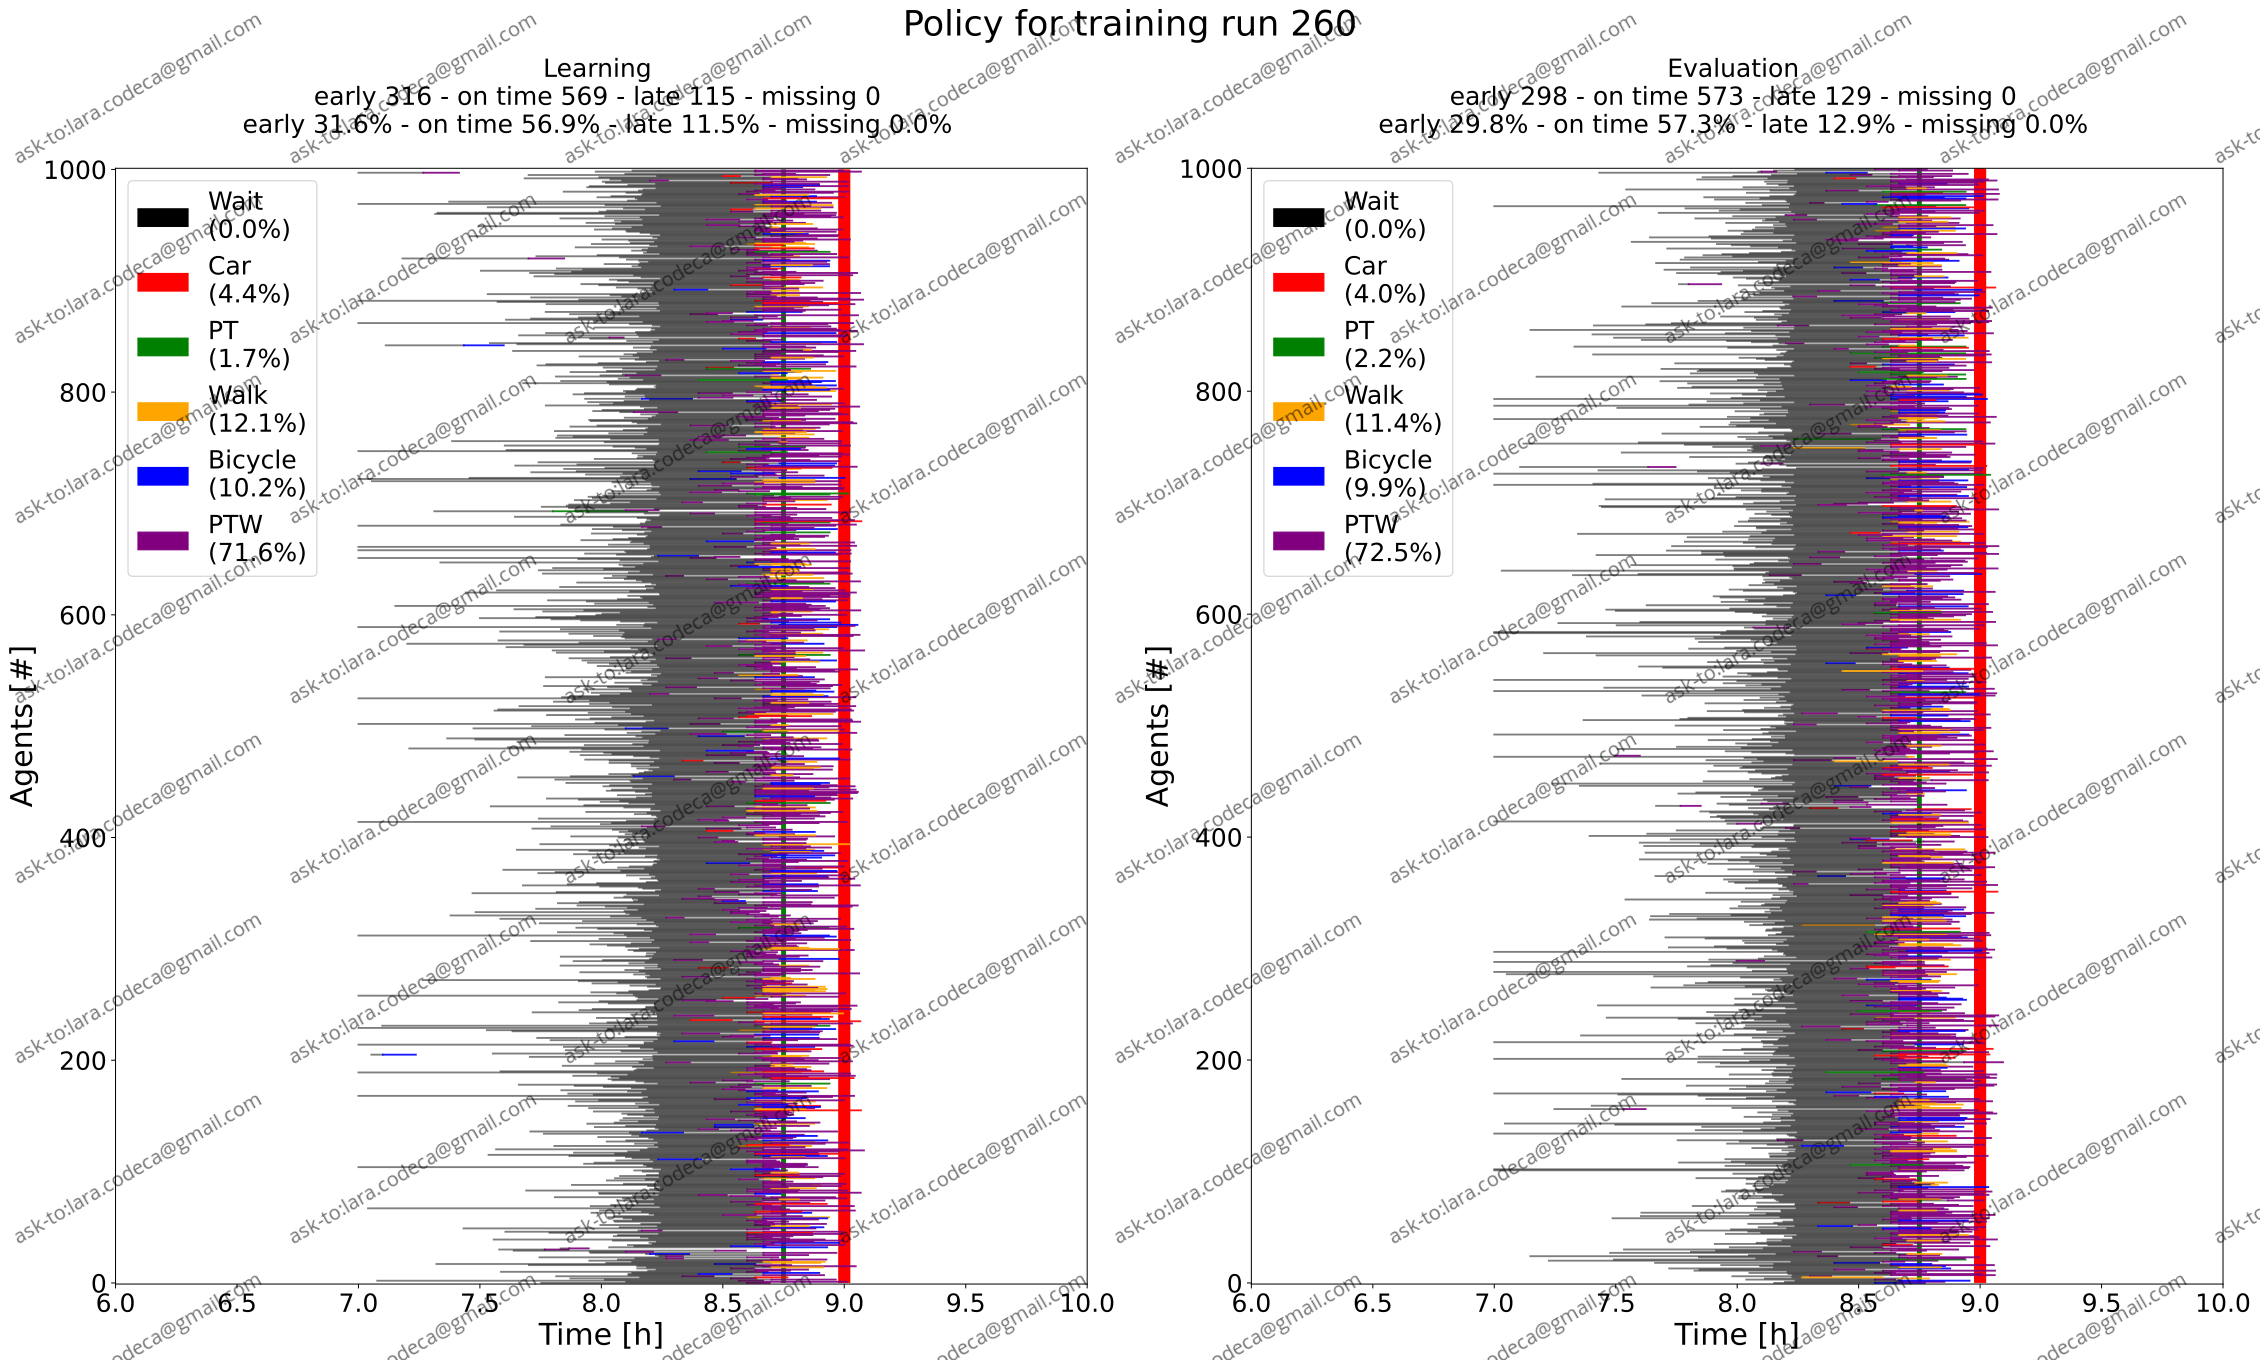 Policy for training run 260
Learning
early 316 - on time 569 - late 115 - missing 0
early 31.6% - on time 56.9% - late 11.5% - missing 0.0%
Evaluation
early 298 - on time 573 - late 129 - missing 0
early 29.8% - on time 57.3% - late 12.9% - missing 0.0%
Agents [#]
1000
800
600
400
200
0
Wait
(0.0%)
Car
(4.4%)
PT
(1.7%)
Walk
(12.1%)
Bicycle
(10.2%)
PTW
(71.6%)
6.0 6.5 7.0 7.5 8.0 8.5 9.0 9.5 10.0
Time [h]
Agents [#]
1000
800
600
400
200
0
Wait
(0.0%)
Car
(4.0%)
PT
(2.2%)
Walk
(11.4%)
Bicycle
(9.9%)
PTW
(72.5%)
6.0 6.5 7.0 7.5 8.0 8.5 9.0 9.5 10.0
Time [h]
ask-to:lara.codeca@gmail.com